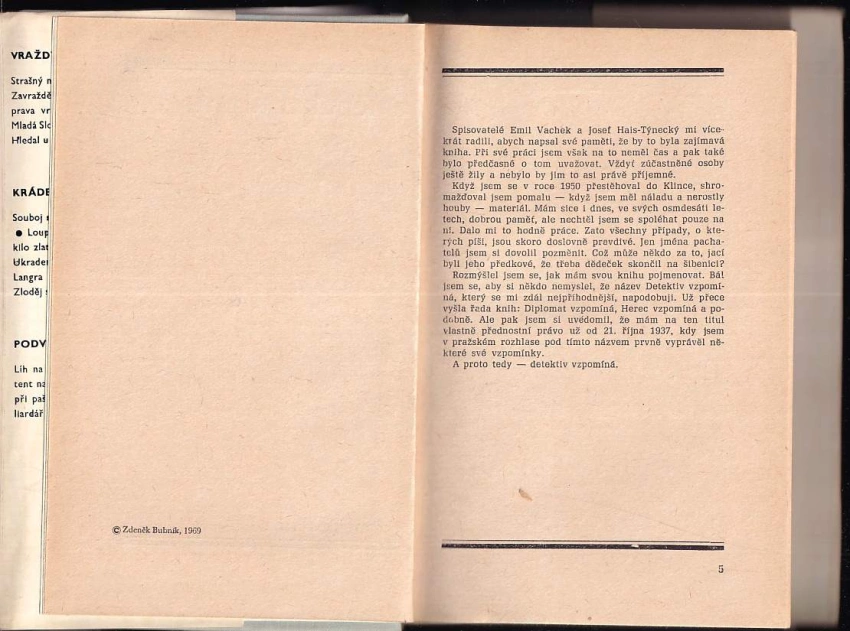 VRAŽD
Strašný
Zavraždě
prava vr
Mladá Slo
Hledal u
KRÁDE
Souboj
● Loup
kilo zlat
Ukrader
Langra
Zloděj
PODV
Lih na
tent na
při paš
liardář
© Zdeněk Bubník, 1969
Spisovatelé Emil Vachek a Josef Hais-Týnecký mi více-
krát radili, abych napsal své paměti, že by to byla zajímavá
kniha. Při své práci jsem však na to neměl čas a pak také
bylo předčasné o tom uvažovat. Vždyť zúčastněné osoby
ještě žily a nebylo by jim to asi právě příjemné.
Když jsem se v roce 1950 přestěhoval do Klince, shro-
mažďoval jsem pomalu — když jsem měl náladu a nerostly
houby — materiál. Mám sice i dnes, ve svých osmdesáti le-
tech, dobrou paměť, ale nechtěl jsem se spoléhat pouze na
ni. Dalo mi to hodně práce. Zato všechny případy, o kte-
rých píši, jsou skoro doslovně pravdivé. Jen jména pacha-
telů jsem si dovolil pozměnit. Což může někdo za to, jací
byli jeho předkové, že třeba dědeček skončil na šibenici?
Rozmýšlel jsem se, jak mám svou knihu pojmenovat. Bál
jsem se, aby si někdo nemyslel, že název Detektiv vzpomí-
ná, který se mi zdál nejpříhodnější, napodobuji. Už přece
vyšla řada knih: Diplomat vzpomíná, Herec vzpomíná a po-
dobně. Ale pak jsem si uvědomil, že mám na ten titul
vlastně přednostní právo už od 21. října 1937, kdy jsem
v pražském rozhlase pod tímto názvem prvně vyprávěl ně-
které své vzpomínky.
A proto tedy — detektiv vzpomíná.
5